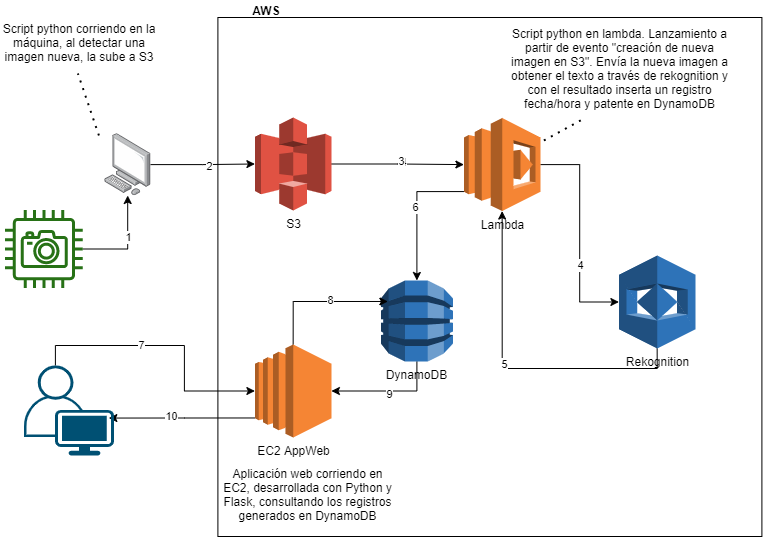 AWS
Script python corriendo en la
máquina, al detectar una
imagen nueva, la sube a S3
Script python en lambda. Lanzamiento a
partir de evento "creación de nueva
imagen en S3". Envía la nueva imagen a
obtener el texto a través de rekognition y
con el resultado inserta un registro
fecha/hora y patente en DynamoDB
2
3
S3
Lambda
6
1
4
8
5
Rekognition
7
DynamoDB
9
10
EC2 AppWeb
Aplicación web corriendo en
EC2, desarrollada con Python y
Flask, consultando los registros
generados en DynamoDB